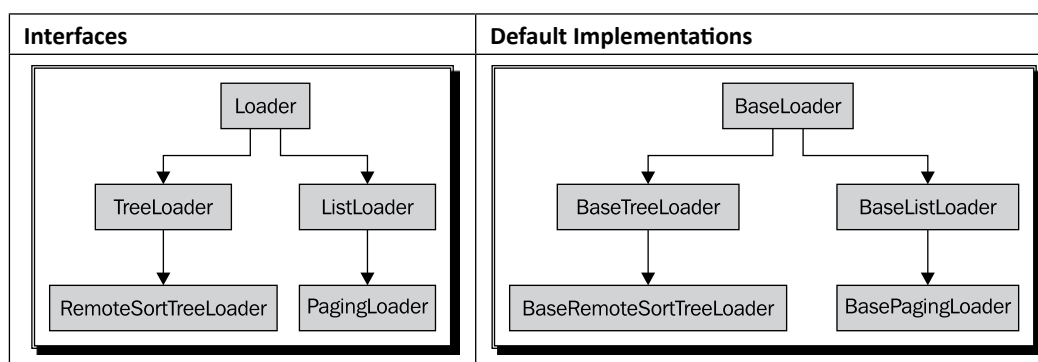 Interfaces
Default Implementations
Loader
TreeLoader
ListLoader
RemoteSortTreeLoader
PagingLoader
BaseLoader
BaseTreeLoader
BaseListLoader
BaseRemoteSortTreeLoader
BasePagingLoader